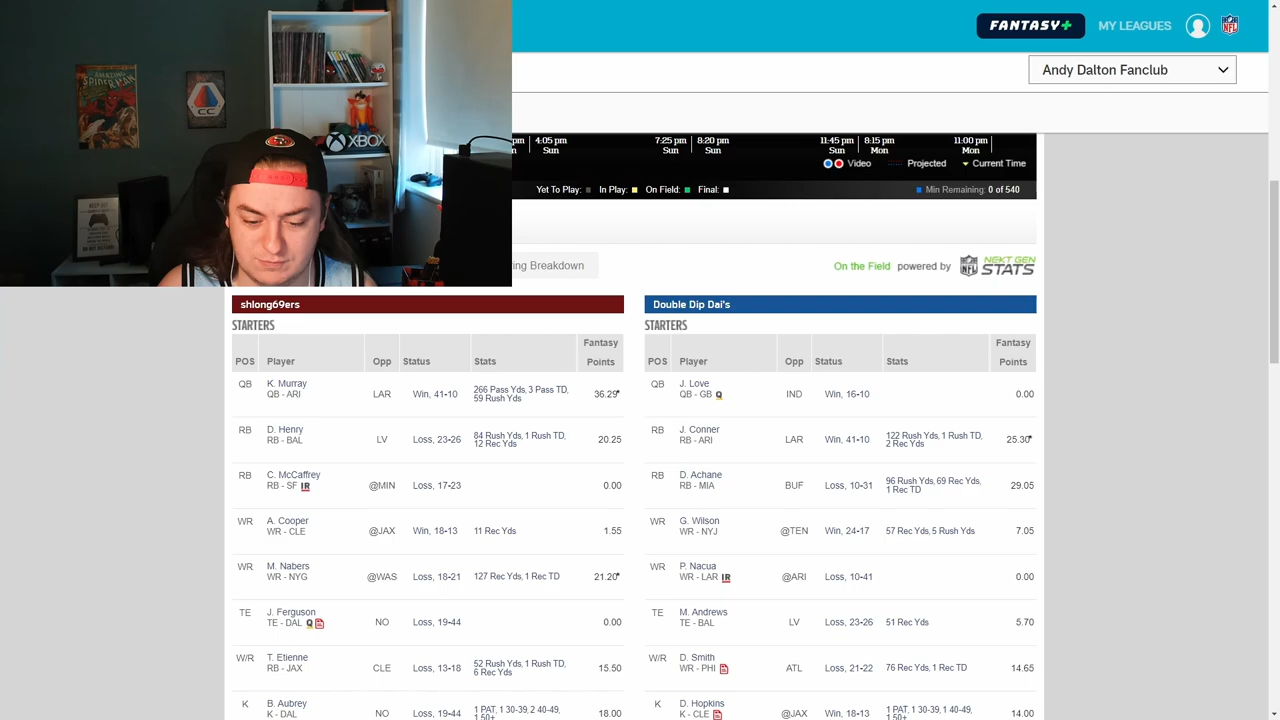 AMAZING
SPIDER-MAN
CC
XBOX
FANTASY+
MY LEAGUES
NFL
Andy Dalton Fanclub
pm
4:05 pm
7:25 pm
8:20 pm
11:45 pm
8:15 pm
11:00 pm
n
Sun
Sun
Sun
Sun
Mon
Mon
Video
Projected
Current Time
Yet To Play:
In Play:
On Field:
Final:
Min Remaining: 0 of 540
ing Breakdown
On the Field powered by NFL NEXT GEN STATS
shlong69ers
STARTERS
POS Player Opp Status Stats Fantasy Points
QB K. Murray LAR Win, 41-10 266 Pass Yds, 3 Pass TD, 36.29*
QB - ARI 59 Rush Yds
RB D. Henry LV Loss, 23-26 84 Rush Yds, 1 Rush TD, 20.25
RB - BAL 12 Rec Yds
RB C. McCaffrey @MIN Loss, 17-23 0.00
RB - SF IR
WR A. Cooper @JAX Win, 18-13 11 Rec Yds 1.55
WR - CLE
WR M. Nabers @WAS Loss, 18-21 127 Rec Yds, 1 Rec TD 21.20*
WR - NYG
TE J. Ferguson NO Loss, 19-44 0.00
TE - DAL Q
W/R T. Etienne CLE Loss, 13-18 52 Rush Yds, 1 Rush TD, 15.50
RB - JAX 6 Rec Yds
K B. Aubrey NO Loss, 19-44 1 PAT, 1 30-39, 2 40-49, 18.00
K - DAL 1 50+
Double Dip Dai's
STARTERS
POS Player Opp Status Stats Fantasy Points
QB J. Love IND Win, 16-10 0.00
QB - GB Q
RB J. Conner LAR Win, 41-10 122 Rush Yds, 1 Rush TD, 25.30*
RB - ARI 2 Rec Yds
RB D. Achane BUF Loss, 10-31 96 Rush Yds, 69 Rec Yds, 29.05
RB - MIA 1 Rec TD
WR G. Wilson @TEN Win, 24-17 57 Rec Yds, 5 Rush Yds 7.05
WR - NYJ
WR P. Nacua @ARI Loss, 10-41 0.00
WR - LAR IR
TE M. Andrews LV Loss, 23-26 51 Rec Yds 5.70
TE - BAL
W/R D. Smith ATL Loss, 21-22 76 Rec Yds, 1 Rec TD 14.65
WR - PHI
K D. Hopkins @JAX Win, 18-13 1 PAT, 1 30-39, 1 40-49, 14.00
K - CLE 1 50+